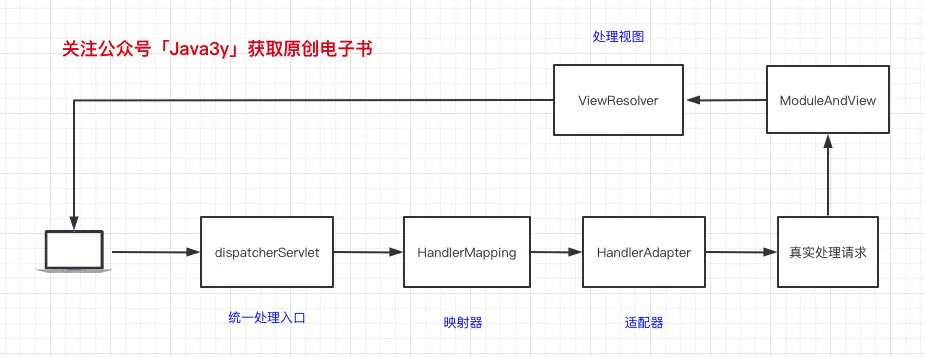 关注公众号「Java3y」获取原创电子书
处理视图
ViewResolver
ModuleAndView
dispatcherServlet
HandlerMapping
HandlerAdapter
真实处理请求
统一处理入口
映射器
适配器